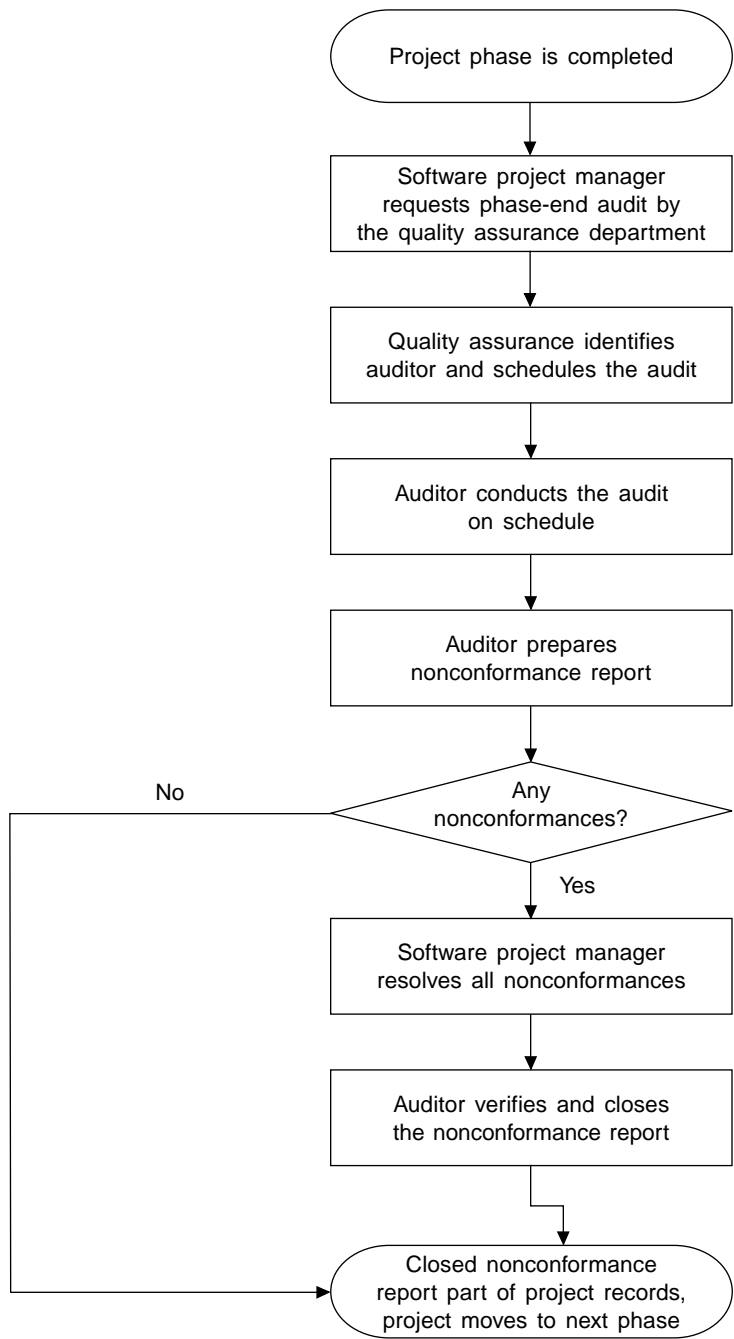 Project phase is completed
Software project manager
requests phase-end audit by
the quality assurance department
Quality assurance identifies
auditor and schedules the audit
Auditor conducts the audit
on schedule
Auditor prepares
nonconformance report
No
Any
nonconformances?
Yes
Software project manager
resolves all nonconformances
Auditor verifies and closes
the nonconformance report
Closed nonconformance
report part of project records,
project moves to next phase